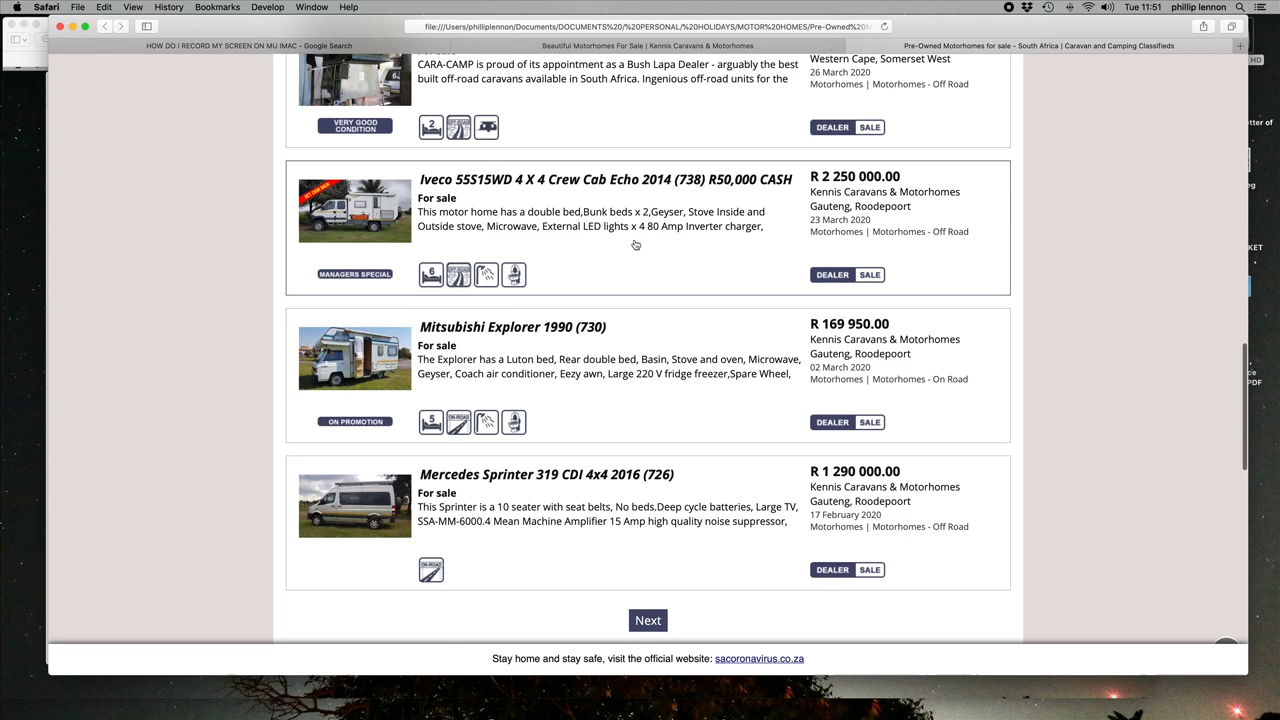 Safari File Edit View History Bookmarks Develop Window Help
Tue 11:51 phillip lennon
file:///Users/philliplennon/Documents/DOCUMENTS%20/%20PERSONAL/%20HOLIDAYS/MOTOR%20HOMES/Pre-Owned%20M
HOW DO I RECORD MY SCREEN ON MU IMAC - Google Search
Beautiful Motorhomes For Sale | Kennis Caravans & Motorhomes
Pre-Owned Motorhomes for sale - South Africa | Caravan and Camping Classifieds
HD
CARA-CAMP is proud of its appointment as a Bush Lapa Dealer - arguably the best
built off-road caravans available in South Africa. Ingenious off-road units for the
Western Cape, Somerset West
26 March 2020
Motorhomes | Motorhomes - Off Road
VERY GOOD
CONDITION
2
DEALER SALE
Iveco 55S15WD 4 X 4 Crew Cab Echo 2014 (738) R50,000 CASH
For sale
This motor home has a double bed,Bunk beds x 2,Geyser, Stove Inside and
Outside stove, Microwave, External LED lights x 4 80 Amp Inverter charger,
R 2 250 000.00
Kennis Caravans & Motorhomes
Gauteng, Roodepoort
23 March 2020
Motorhomes | Motorhomes - Off Road
MANAGERS SPECIAL
6
DEALER SALE
Mitsubishi Explorer 1990 (730)
For sale
The Explorer has a Luton bed, Rear double bed, Basin, Stove and oven, Microwave,
Geyser, Coach air conditioner, Eezy awn, Large 220 V fridge freezer,Spare Wheel,
R 169 950.00
Kennis Caravans & Motorhomes
Gauteng, Roodepoort
02 March 2020
Motorhomes | Motorhomes - On Road
ON PROMOTION
5
DEALER SALE
Mercedes Sprinter 319 CDI 4x4 2016 (726)
For sale
This Sprinter is a 10 seater with seat belts, No beds.Deep cycle batteries, Large TV,
SSA-MM-6000.4 Mean Machine Amplifier 15 Amp high quality noise suppressor,
R 1 290 000.00
Kennis Caravans & Motorhomes
Gauteng, Roodepoort
17 February 2020
Motorhomes | Motorhomes - Off Road
ON-ROAD
DEALER SALE
Next
Stay home and stay safe, visit the official website: sacoronavirus.co.za